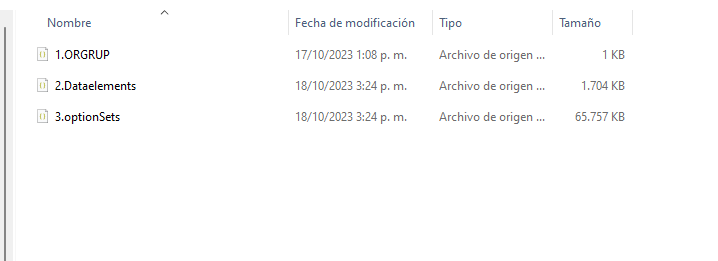 Nombre Fecha de modificación Tipo Tamaño
1.ORGRUP 17/10/2023 1:08 p. m. Archivo de origen ... 1 KB
2.Dataelements 18/10/2023 3:24 p. m. Archivo de origen ... 1.704 KB
3.optionSets 18/10/2023 3:24 p. m. Archivo de origen ... 65.757 KB